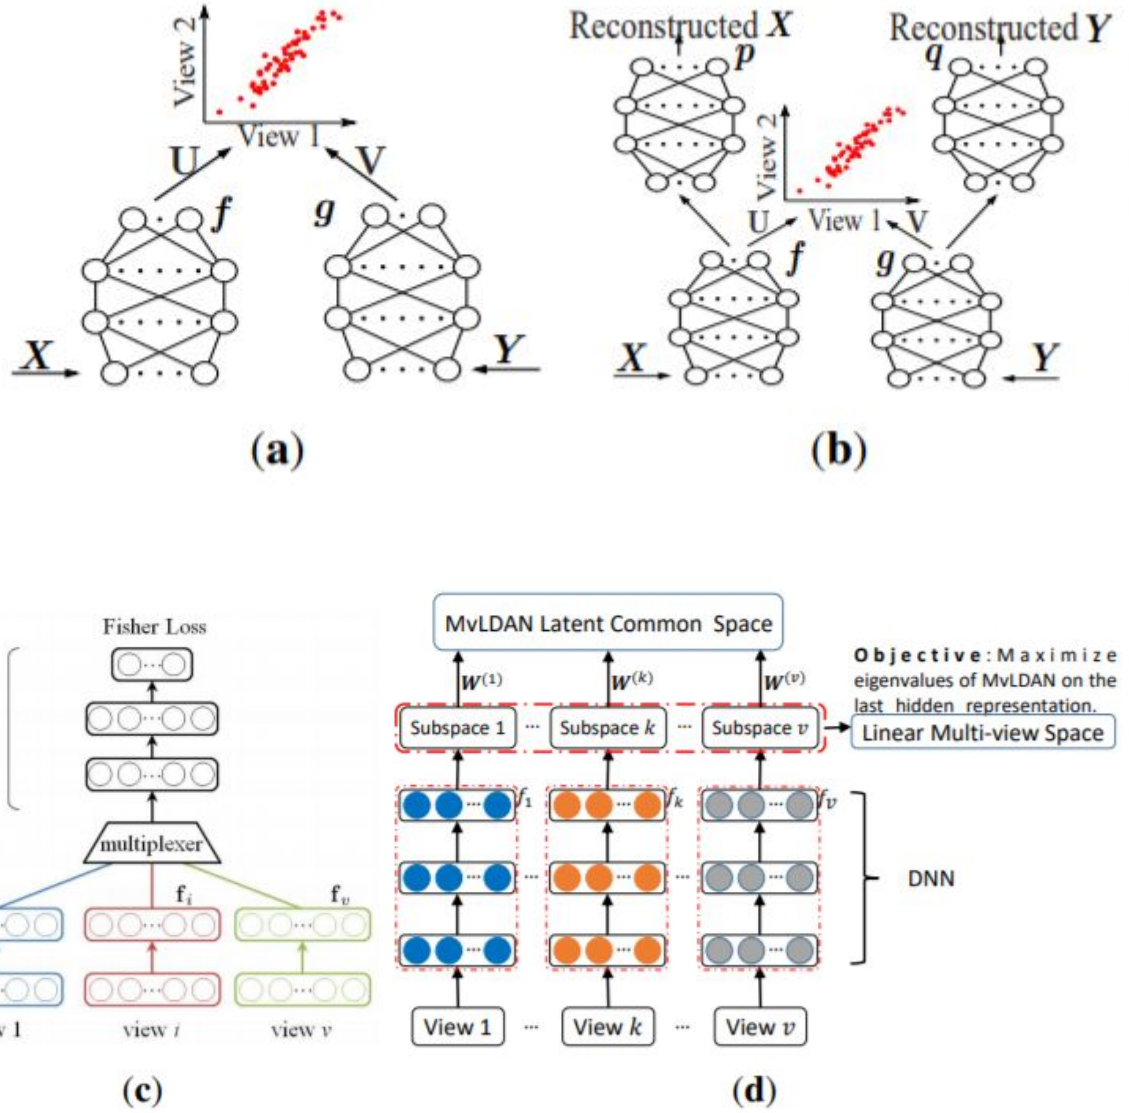 View 2
View 1
U
V
f
g
X
Y
(a)
Reconstructed X
Reconstructed Y
p
q
View 2
View 1
U
V
f
g
X
Y
(b)
Fisher Loss
multiplexer
f_i
f_v
w 1
view i
view v
(c)
MvLDAN Latent Common Space
W^(1)
W^(k)
W^(v)
Objective: Maximize
eigenvalues of MvLDAN on the
last hidden representation.
Subspace 1 ··· Subspace k ··· Subspace v
Linear Multi-view Space
f_1
f_k
f_v
DNN
View 1 ··· View k ··· View v
(d)